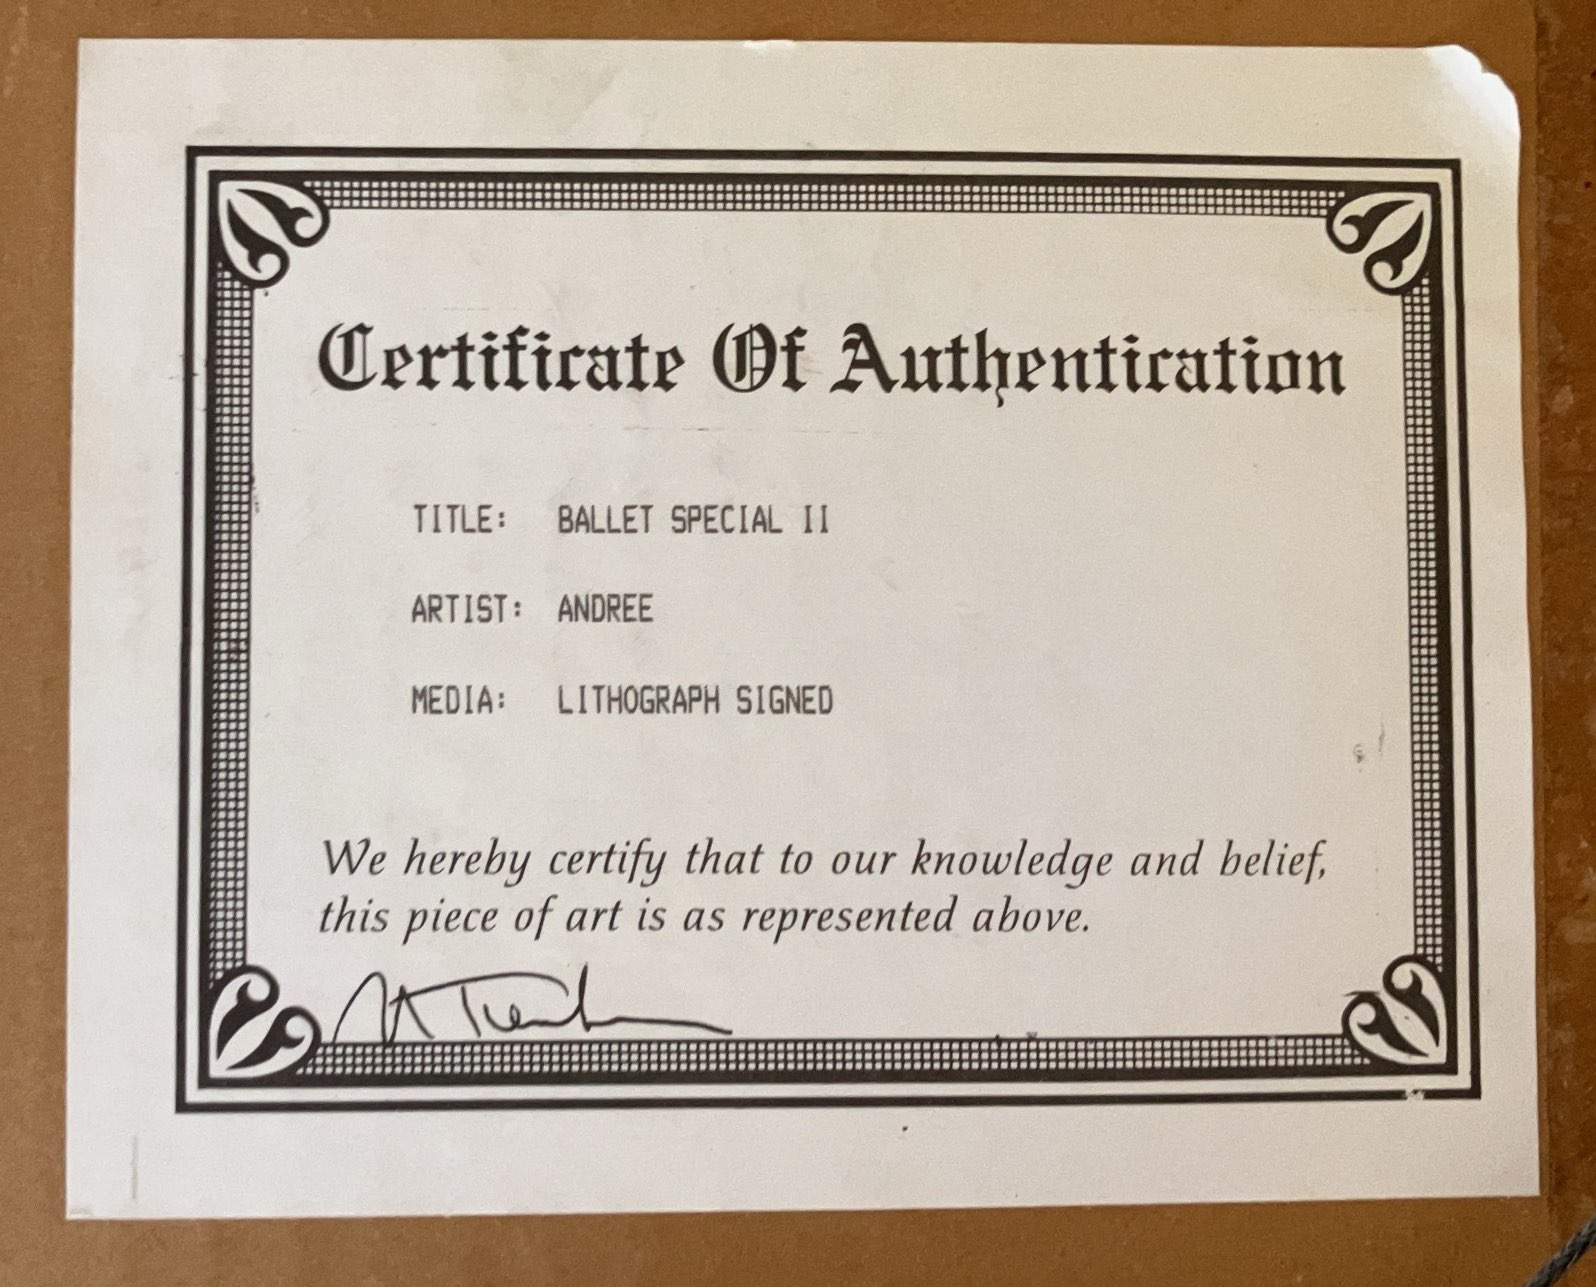 Certificate Of Authentication
TITLE: BALLET SPECIAL II
ARTIST: ANDREE
MEDIA: LITHOGRAPH SIGNED
We hereby certify that to our knowledge and belief,
this piece of art is as represented above.